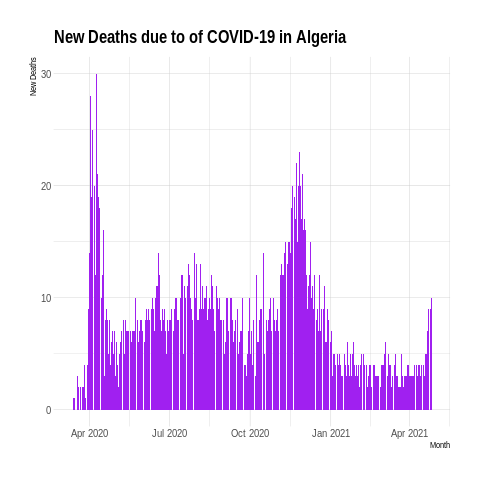 New Deaths due to of COVID-19 in Algeria
New Deaths
30
20
10
0
Apr 2020 Jul 2020 Oct 2020 Jan 2021 Apr 2021
Month